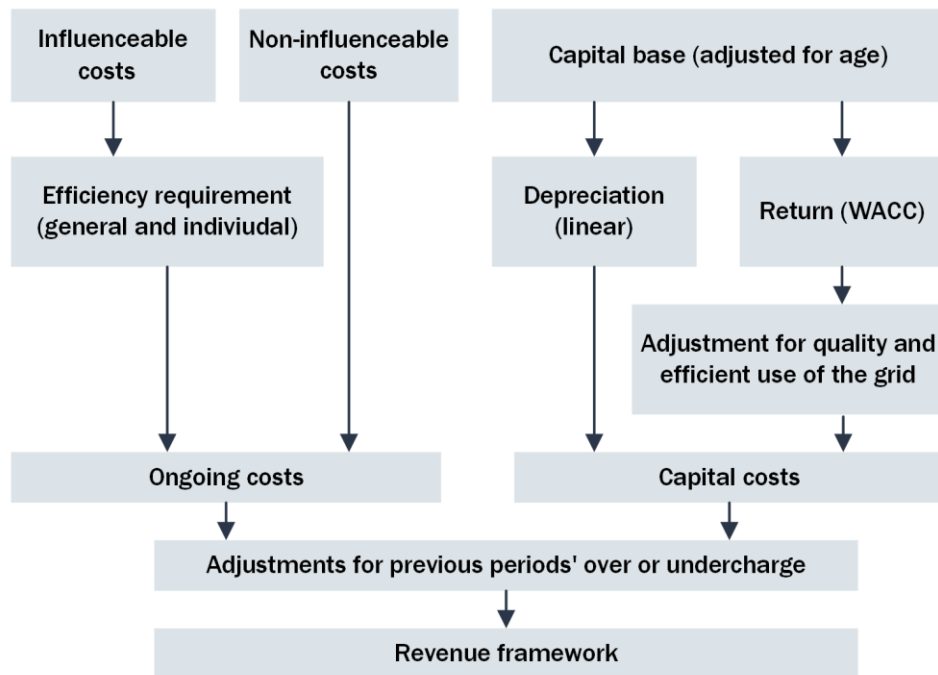 Influenceable
costs
Non-influenceable
costs
Capital base (adjusted for age)
Efficiency requirement
(general and indiviudal)
Depreciation
(linear)
Return (WACC)
Adjustment for quality and
efficient use of the grid
Ongoing costs
Capital costs
Adjustments for previous periods' over or undercharge
Revenue framework